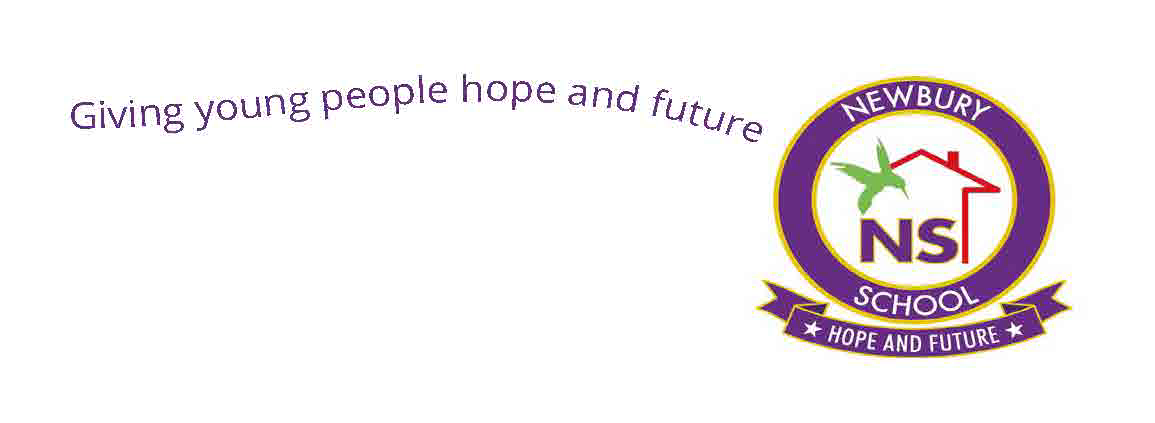 Giving young people hope and future
NEWBURY
NS
SCHOOL
★ HOPE AND FUTURE ★